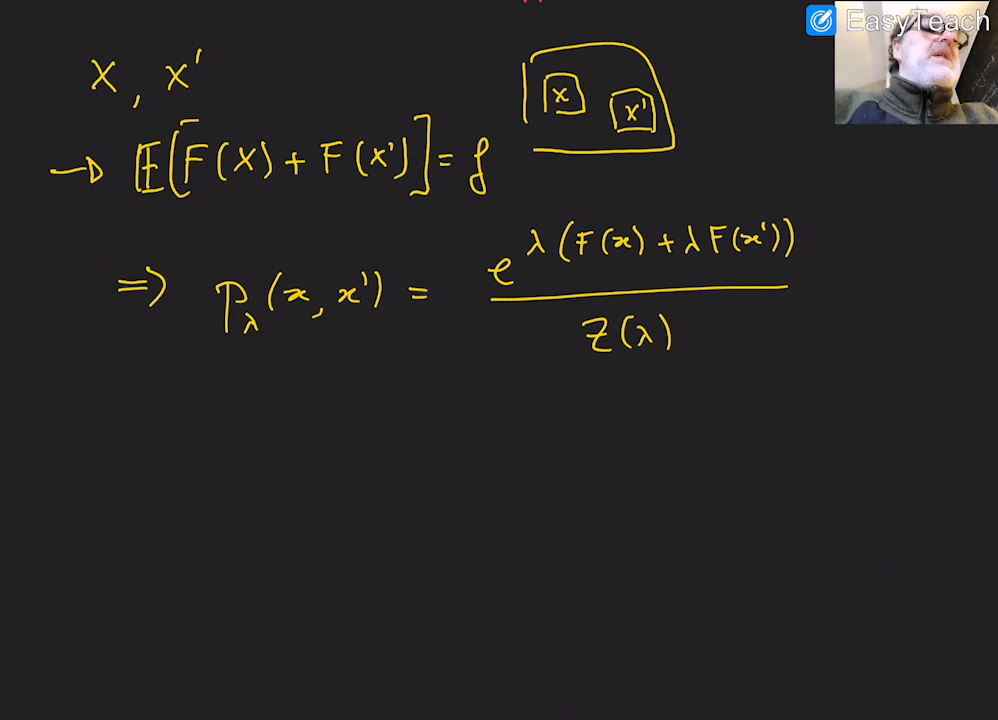 EasyTeach
X, X'
x x'
→ E[F(X) + F(X')] = f
e^{λ(F(x) + λF(x'))}
⇒ P_λ(x, x') =
Z(λ)